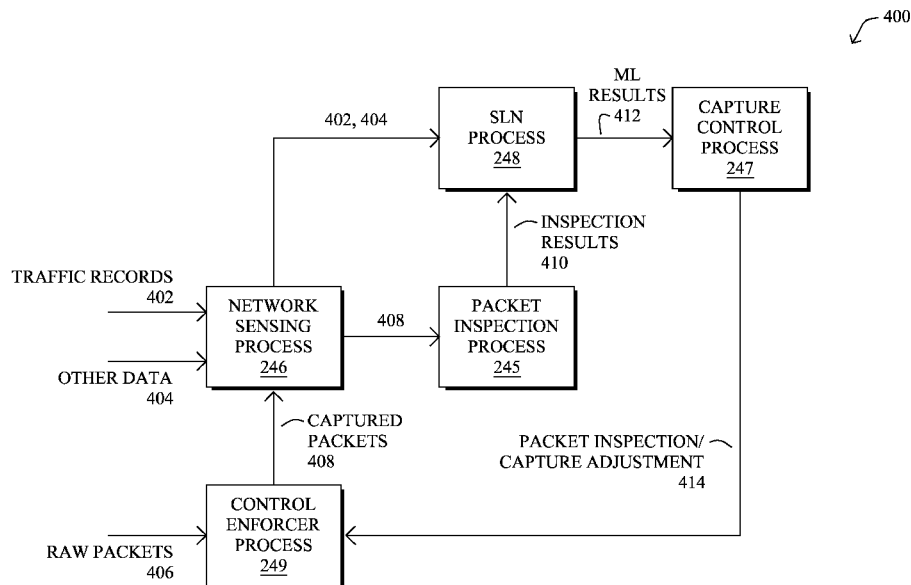 400
ML
RESULTS
412
402, 404
SLN
PROCESS
248
CAPTURE
CONTROL
PROCESS
247
INSPECTION
RESULTS
410
TRAFFIC RECORDS
402
NETWORK
SENSING
PROCESS
246
408
PACKET
INSPECTION
PROCESS
245
OTHER DATA
404
CAPTURED
PACKETS
408
PACKET INSPECTION/
CAPTURE ADJUSTMENT
414
CONTROL
ENFORCER
PROCESS
249
RAW PACKETS
406